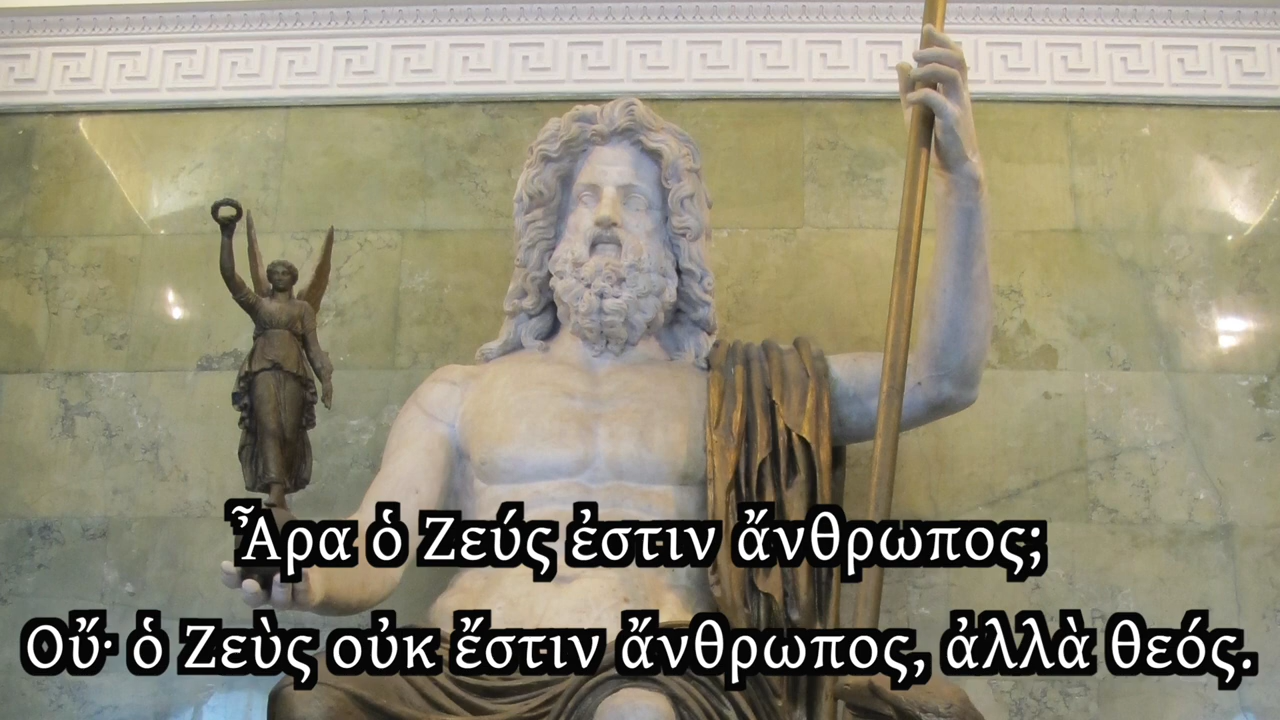 Ἆρα ὁ Ζεύς ἐστιν ἄνθρωπος;
Οὔ· ὁ Ζεὺς οὐκ ἔστιν ἄνθρωπος, ἀλλὰ θεός.